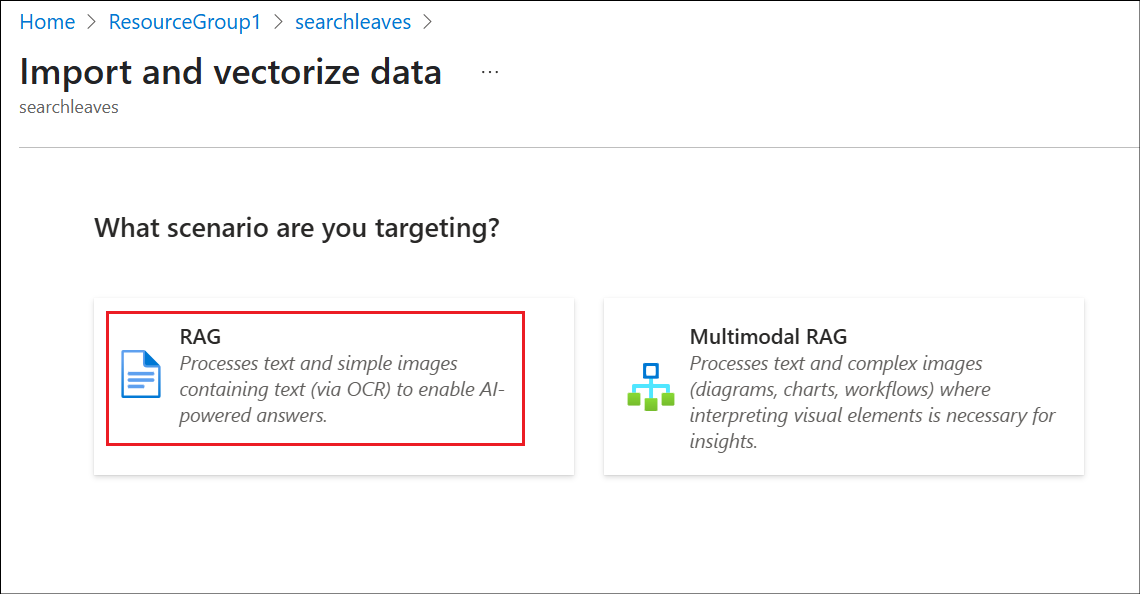 Home > ResourceGroup1 > searchleaves >
Import and vectorize data ...
searchleaves
What scenario are you targeting?
RAG
Processes text and simple images
containing text (via OCR) to enable AI-
powered answers.
Multimodal RAG
Processes text and complex images
(diagrams, charts, workflows) where
interpreting visual elements is necessary for
insights.